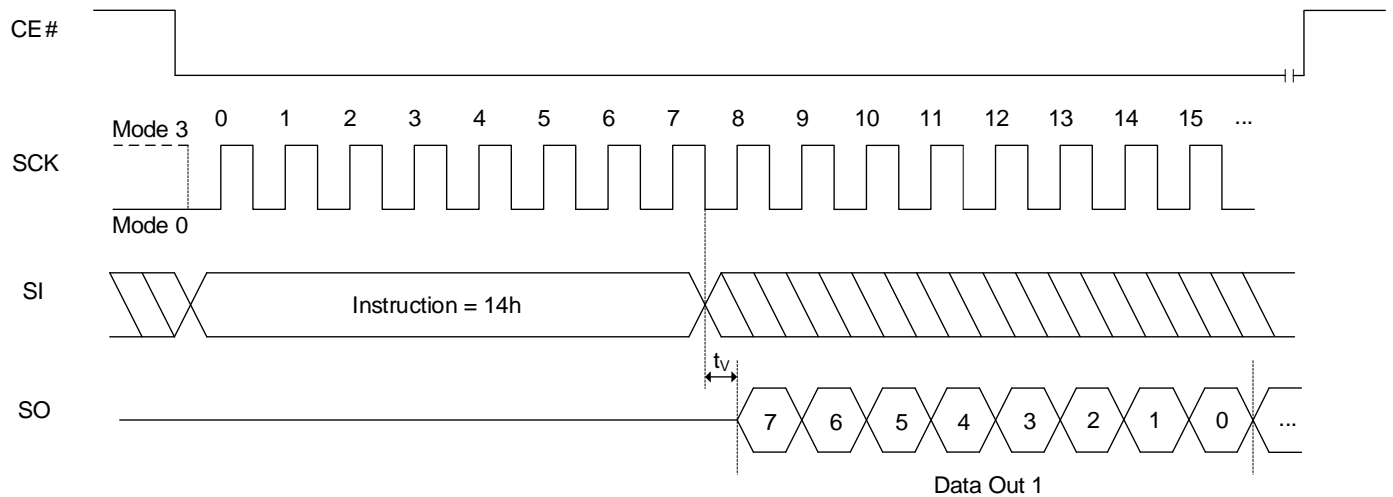 CE#
0 1 2 3 4 5 6 7 8 9 10 11 12 13 14 15 ...
Mode 3
SCK
Mode 0
SI
Instruction = 14h
tV
SO
7 6 5 4 3 2 1 0 ...
Data Out 1